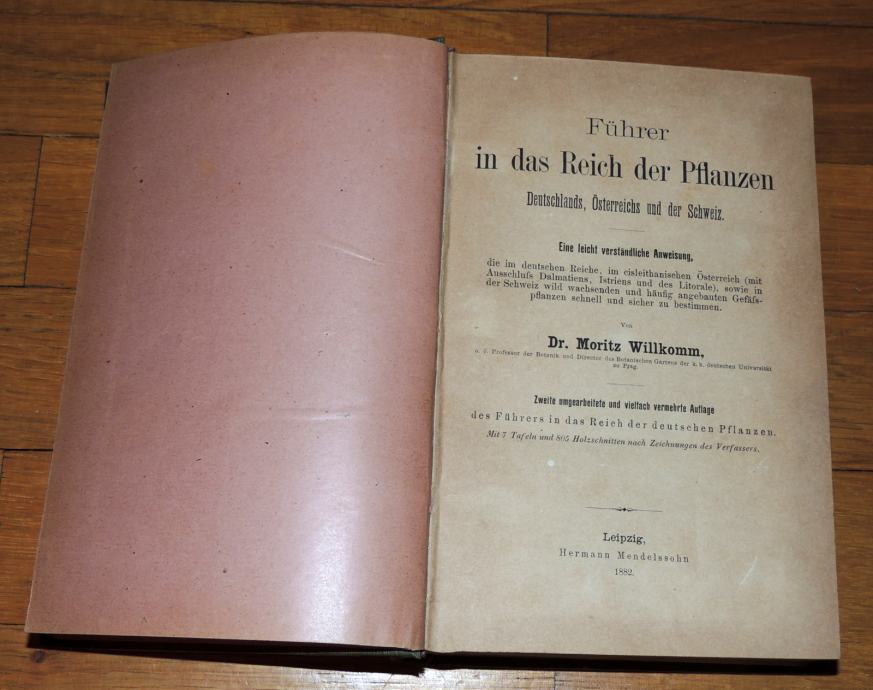 Führer
in das Reich der Pflanzen
Deutschlands, Österreichs und der Schweiz.
Eine leicht verständliche Anweisung,
die im deutschen Reiche, im cisleithanischen Österreich (mit
Ausschluſs Dalmatiens, Istriens und des Litorale), sowie in
der Schweiz wild wachsenden und häufig angebauten Gefäſs-
pflanzen schnell und sicher zu bestimmen.
Von
Dr. Moritz Willkomm,
o. ö. Professor der Botanik und Director des Botanischen Gartens der k. k. deutschen Universität
zu Prag.
Zweite umgearbeitete und vielfach vermehrte Auflage
des Führers in das Reich der deutschen Pflanzen.
Mit 7 Tafeln und 805 Holzschnitten nach Zeichnungen des Verfassers.
Leipzig,
Hermann Mendelssohn
1882.